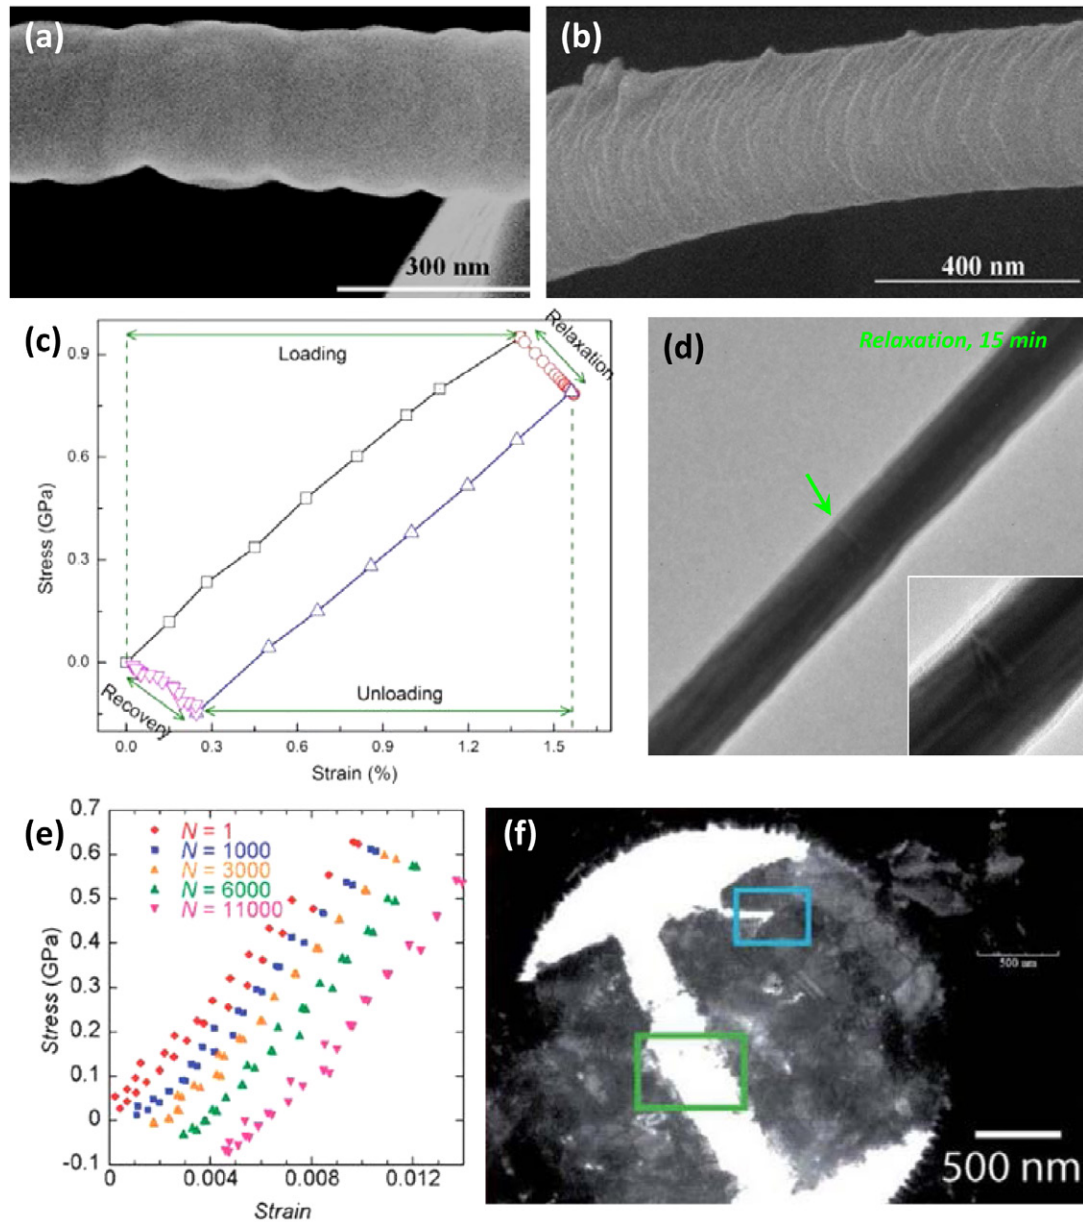 (a)
300 nm
(b)
400 nm
(c)
Loading
Relaxation
Recovery
Unloading
Stress (GPa)
0.9
0.6
0.3
0.0
0.0 0.3 0.6 0.9 1.2 1.5
Strain (%)
(d)
Relaxation, 15 min
(e)
N = 1
N = 1000
N = 3000
N = 6000
N = 11000
Stress (GPa)
0.7
0.6
0.5
0.4
0.3
0.2
0.1
0
-0.1
0 0.004 0.008 0.012
Strain
(f)
500 nm
500 nm